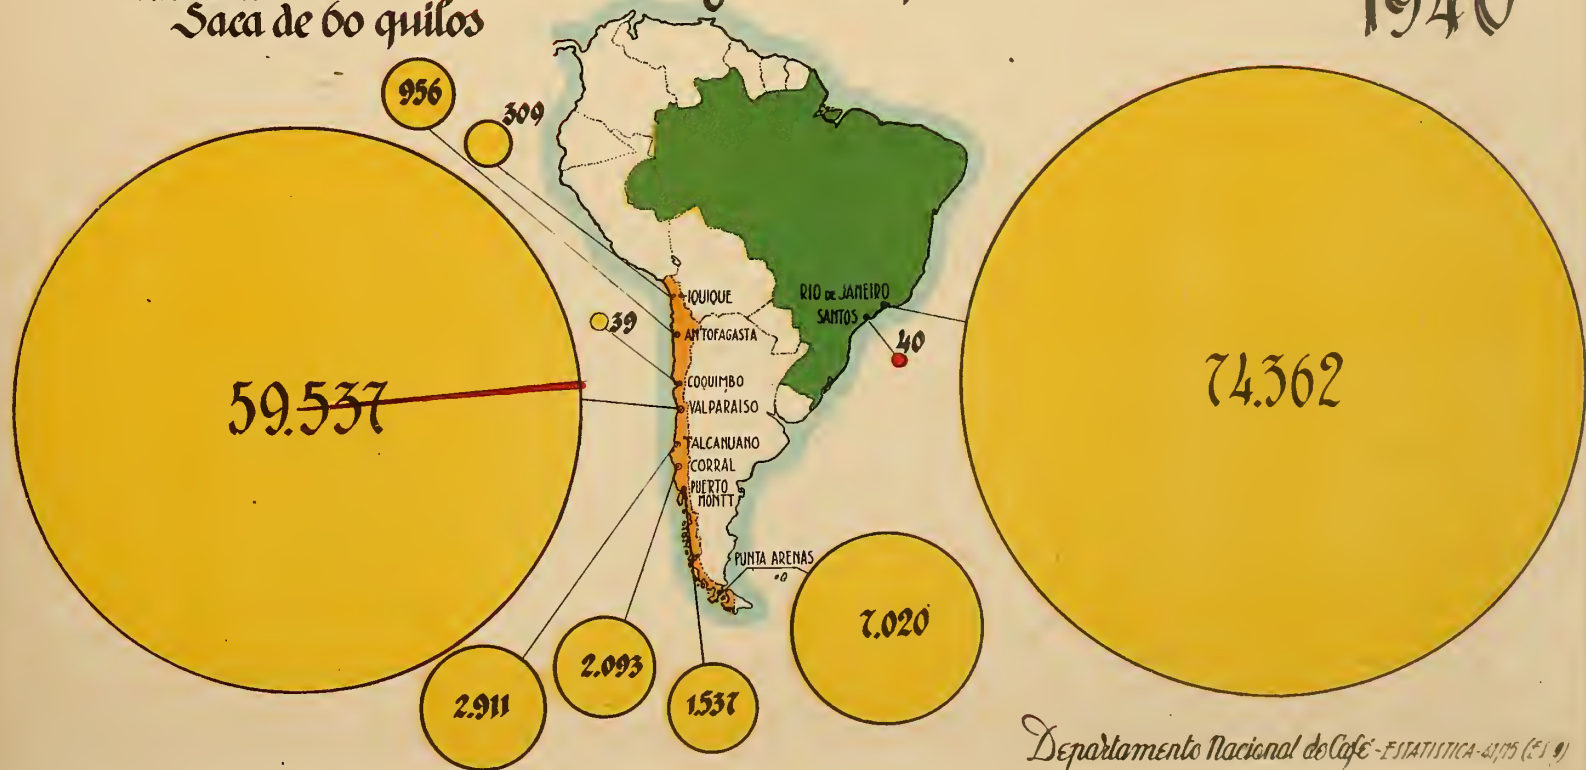 Saca de 60 quilos
1940
956
309
IQUIQUE
RIO DE JANEIRO
SANTOS
39
ANTOFAGASTA
40
59.537
COQUIMBO
VALPARAISO
74.362
TALCAHUANO
CORRAL
PUERTO
MONTT
PUNTA ARENAS
7.020
2.911
2.093
1.537
Departamento Nacional do Café - ESTATISTICA -